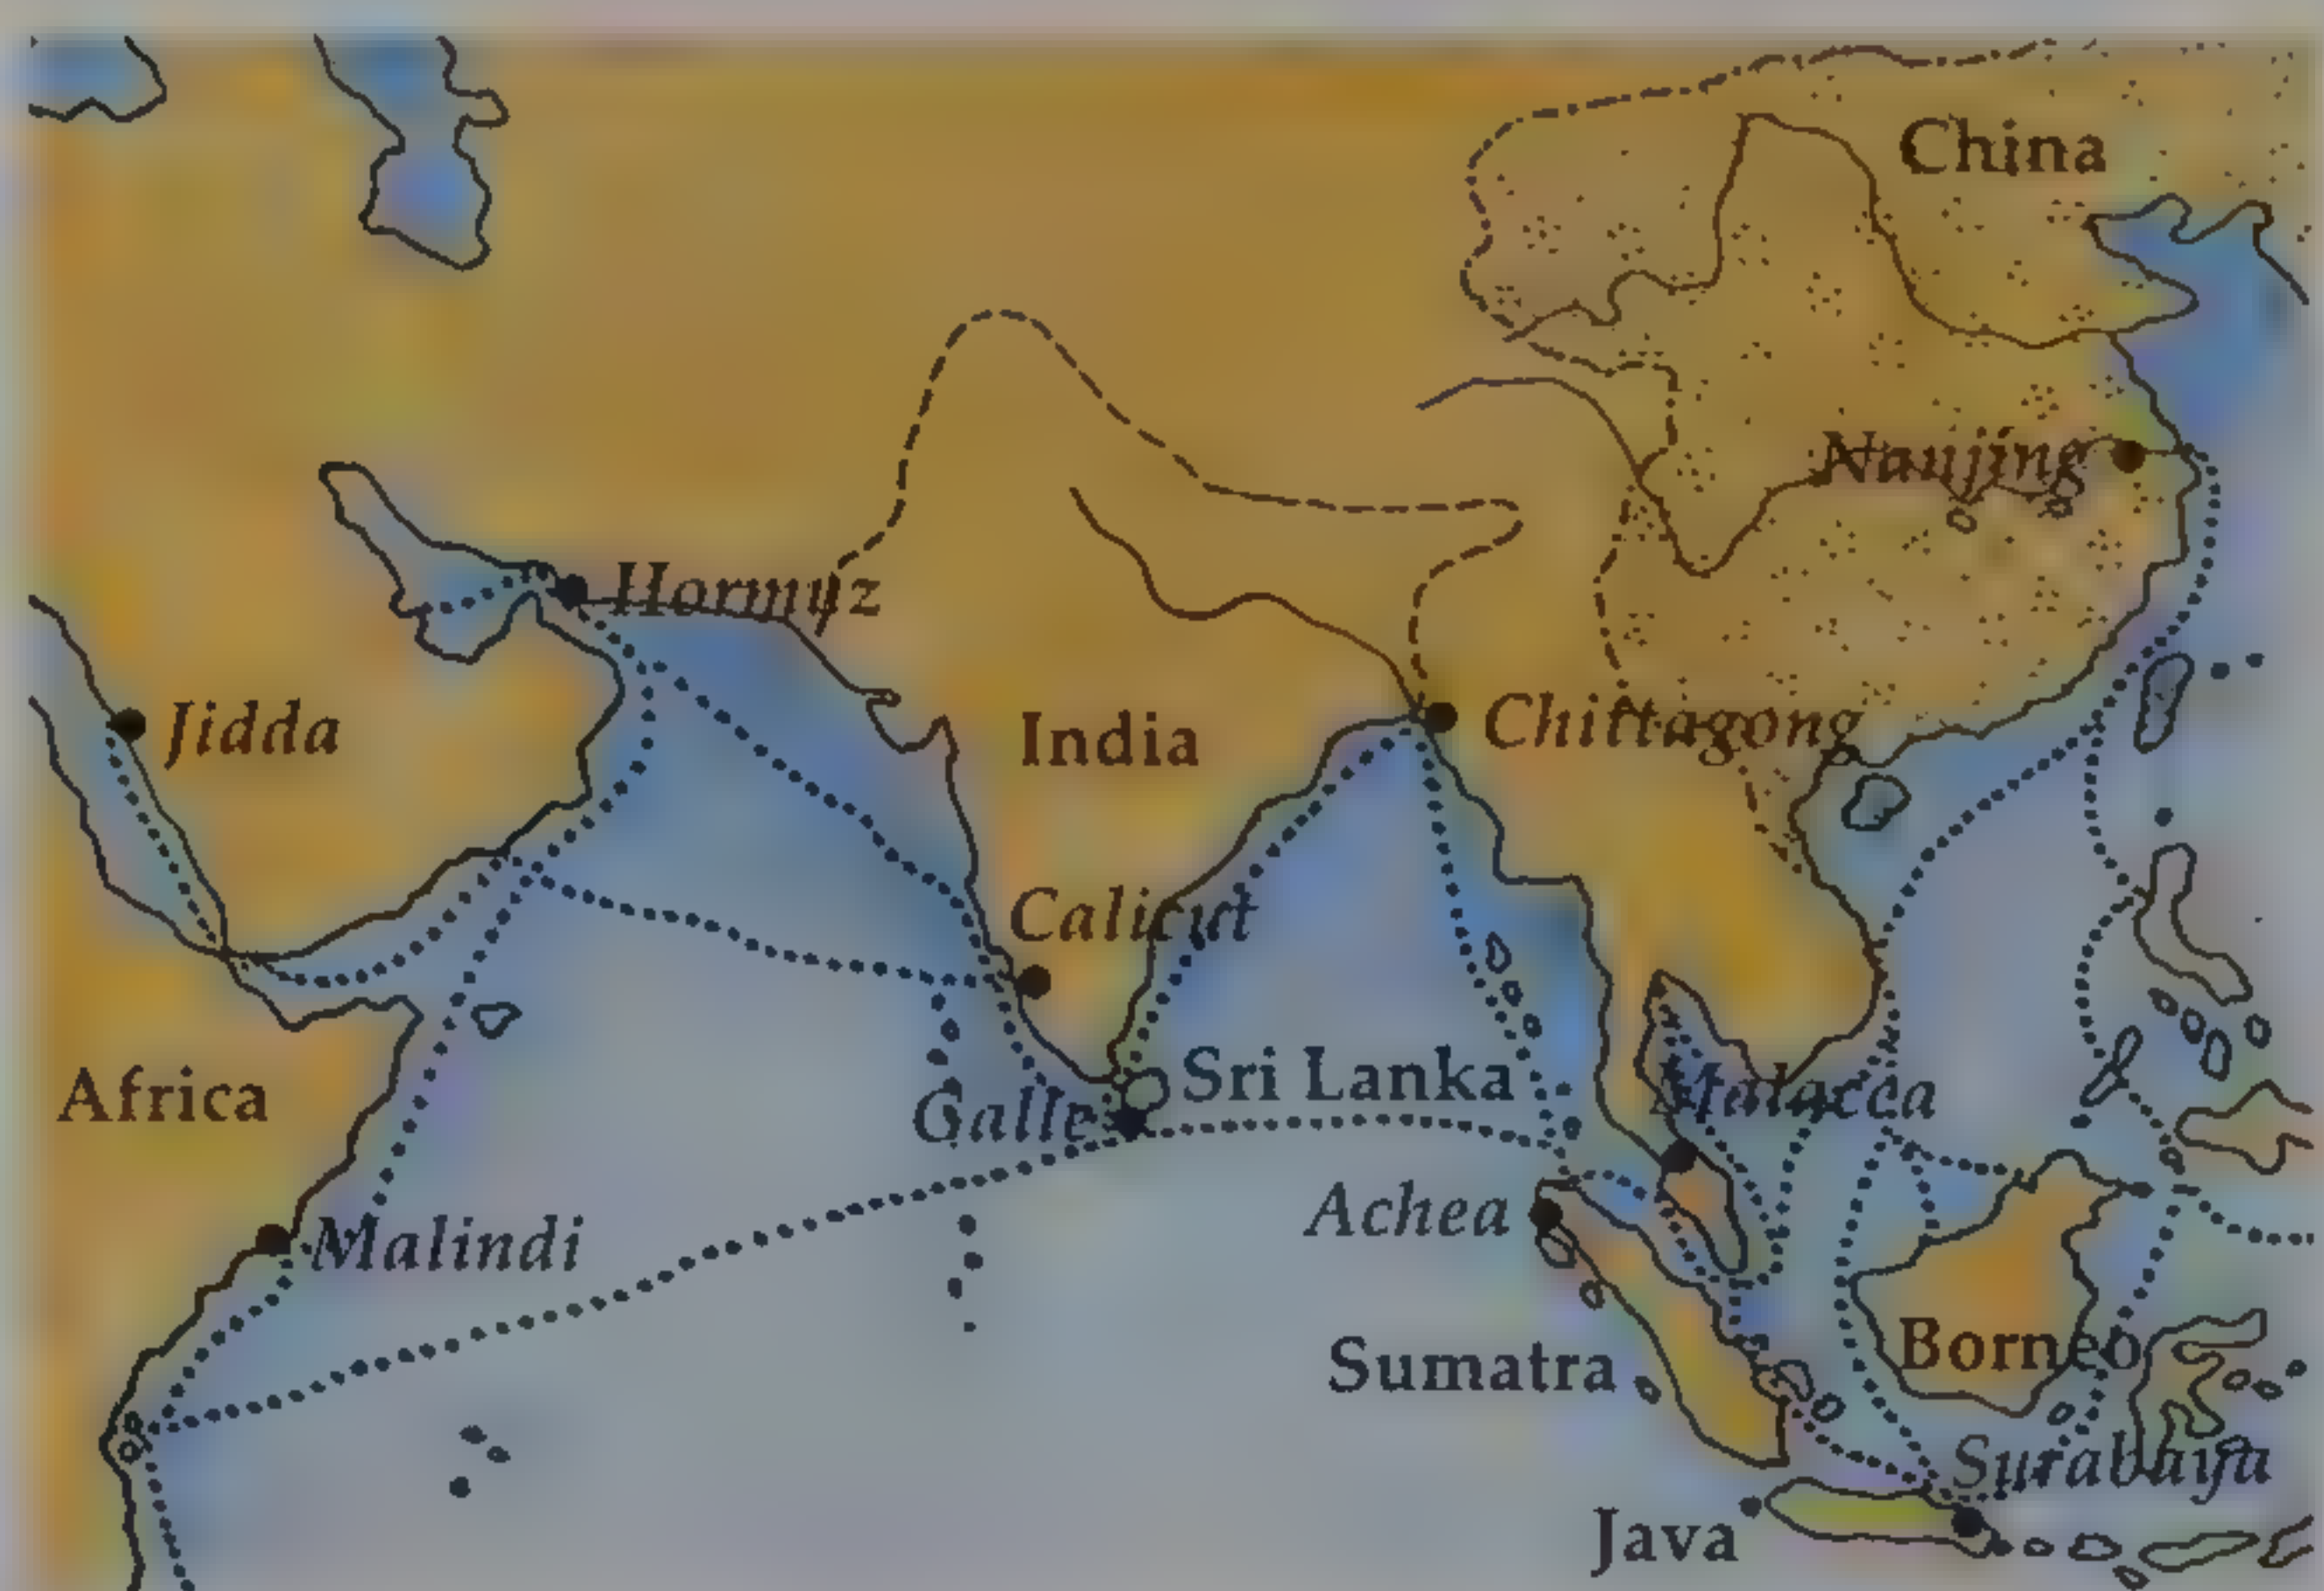 China
Naujing
Hormuz
Jidda
India
Chittagong
Calicut
Africa
Sri Lanka
Malacca
Galle
Achea
Malindi
Sumatra
Borneo
Surabaya
Java